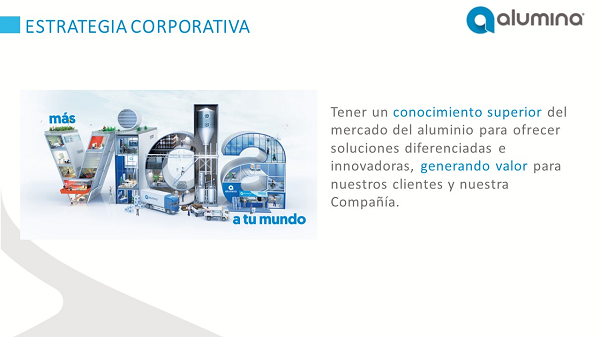 ESTRATEGIA CORPORATIVA
alumina
más
vida
a tu mundo
Tener un conocimiento superior del
mercado del aluminio para ofrecer
soluciones diferenciadas e
innovadoras, generando valor para
nuestros clientes y nuestra
Compañía.